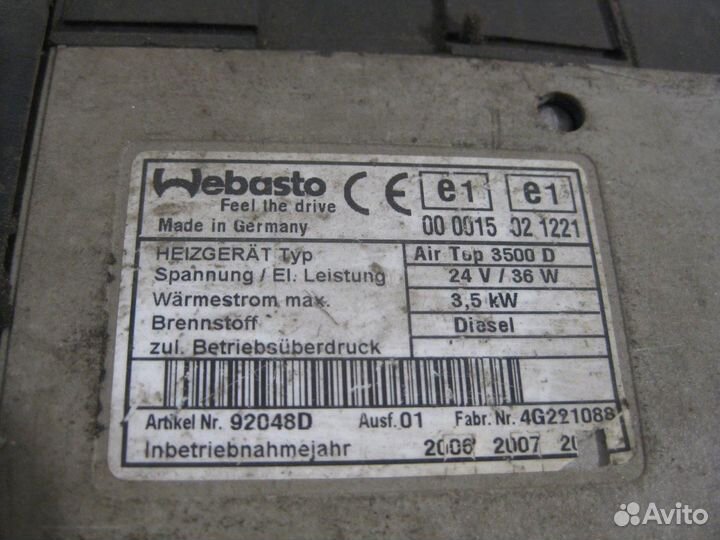 Webasto
Feel the drive
Made in Germany
CE
e1 e1
00 0015 02 1221
HEIZGERÄT Typ Air Top 3500 D
Spannung / El. Leistung 24 V / 36 W
Wärmestrom max. 3,5 kW
Brennstoff Diesel
zul. Betriebsüberdruck
Artikel Nr. 92048D Ausf. 01 Fabr. Nr. 4G221088
Inbetriebnahmejahr 2006 2007
Avito